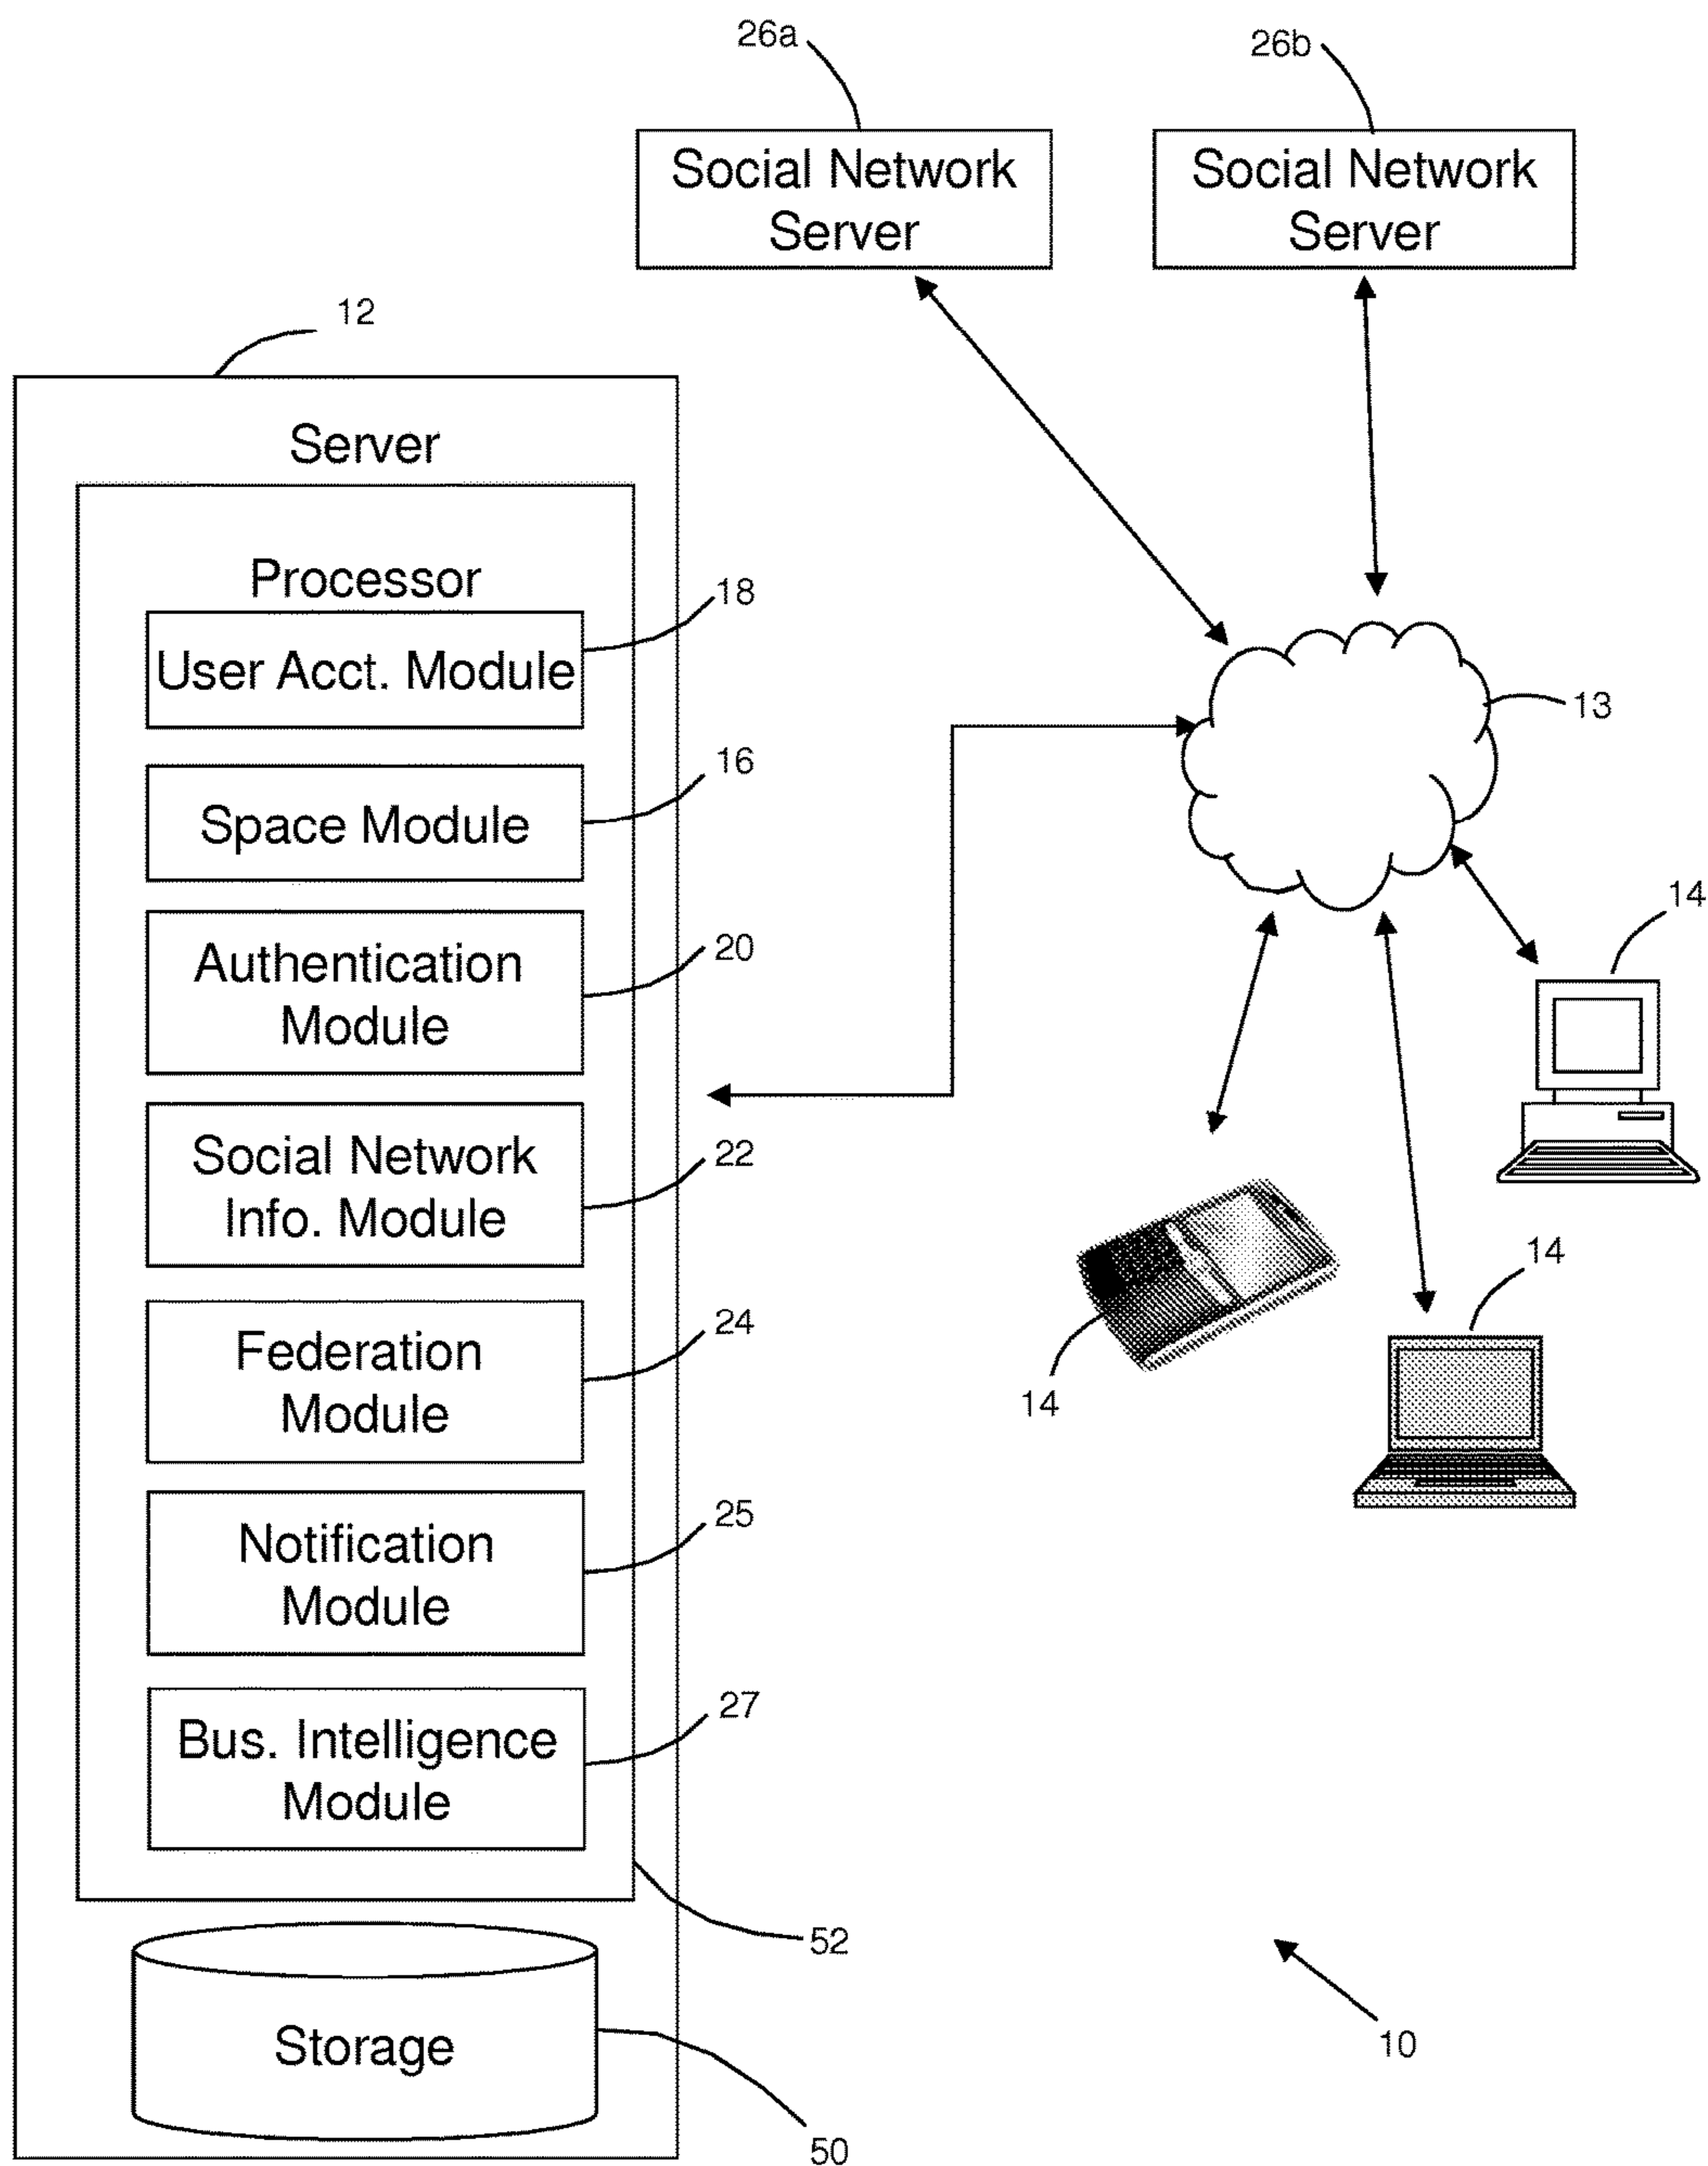 26a
26b
Social Network
Server
Social Network
Server
12
Server
Processor
18
User Acct. Module
13
16
Space Module
14
20
Authentication
Module
22
Social Network
Info. Module
14
24
Federation
Module
14
25
Notification
Module
27
Bus. Intelligence
Module
52
Storage
10
50